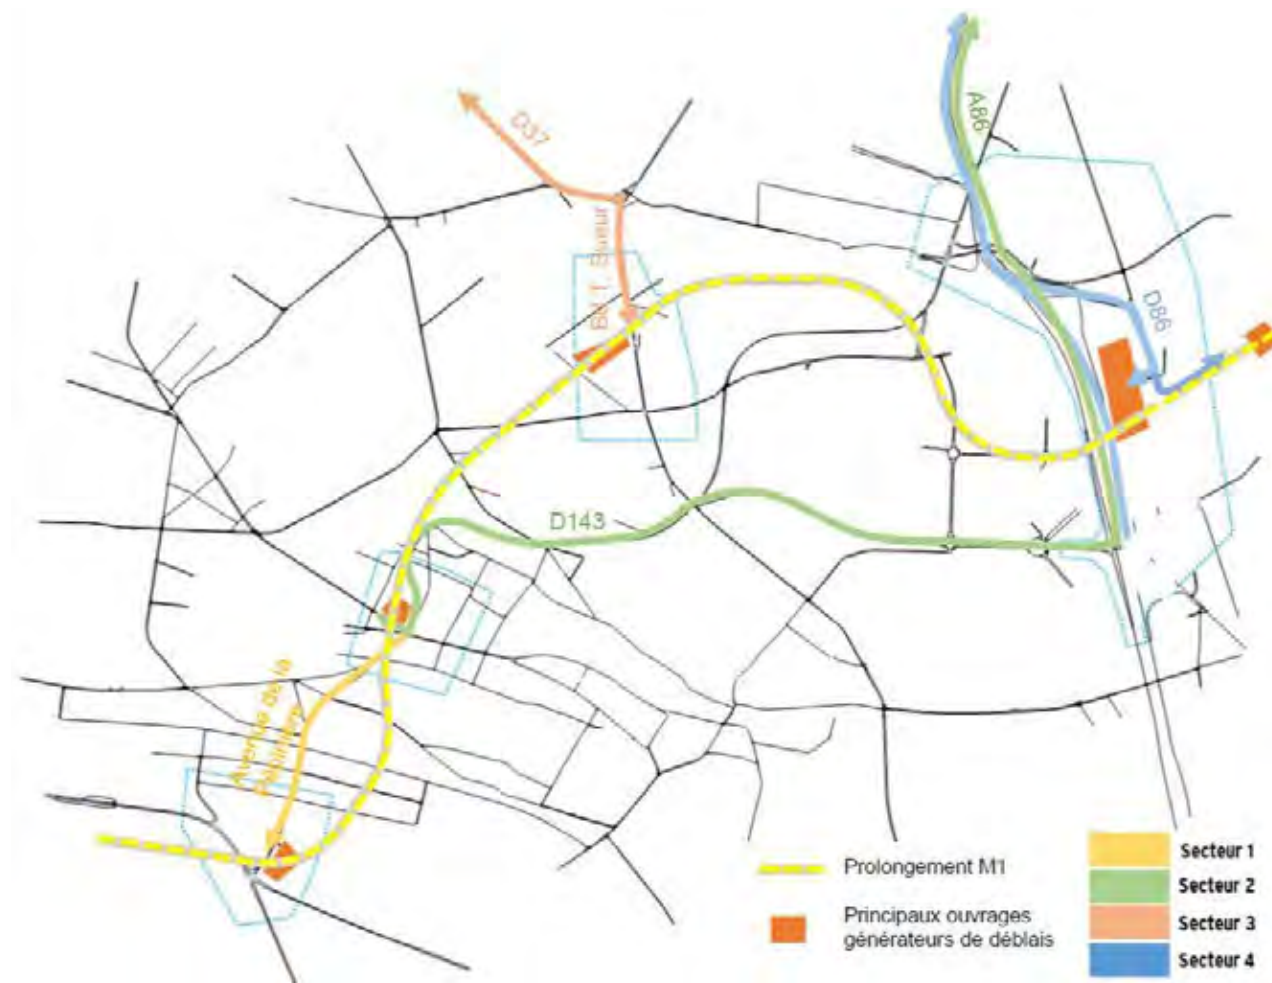 A86
D37
Bd T. Sueur
D86
D143
Avenue de la
Pépinière
Prolongement M1
Principaux ouvrages
générateurs de déblais
Secteur 1
Secteur 2
Secteur 3
Secteur 4